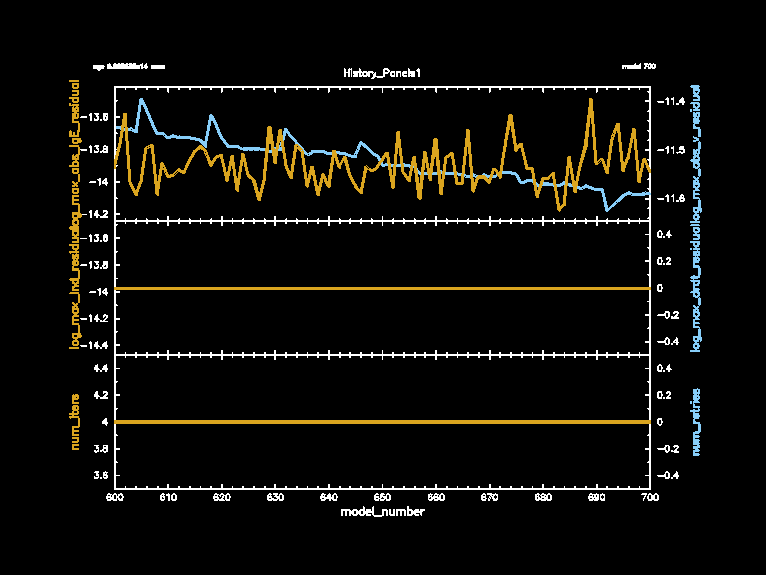 History_Panels1
model 700
log_max_abs_lgE_residual
-13.6
-13.8
-14
-14.2
-11.4
-11.5
-11.6
log_max_abs_v_residual
log_max_lnd_residual
-13.6
-13.8
-14
-14.2
-14.4
0.4
0.2
0
-0.2
-0.4
log_max_drdt_residual
num_iters
4.4
4.2
4
3.8
3.6
0.4
0.2
0
-0.2
-0.4
num_retries
600 610 620 630 640 650 660 670 680 690 700
model_number